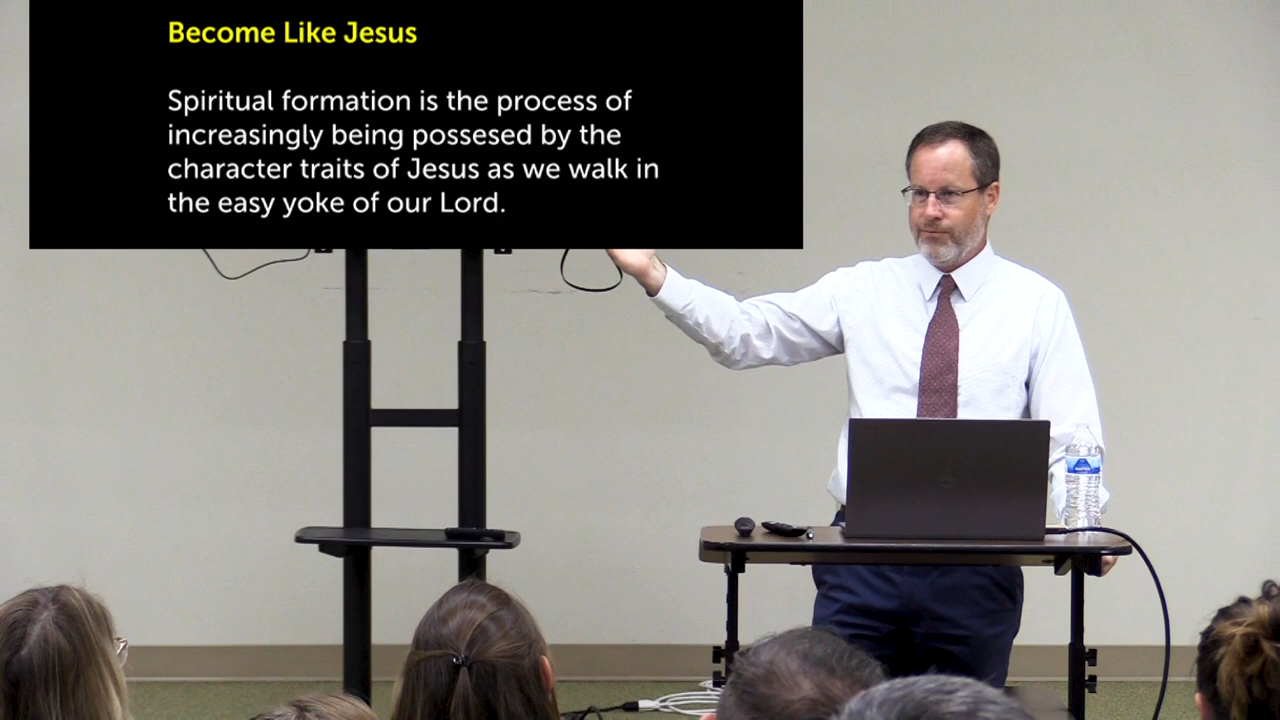 Become Like Jesus
Spiritual formation is the process of
increasingly being possesed by the
character traits of Jesus as we walk in
the easy yoke of our Lord.